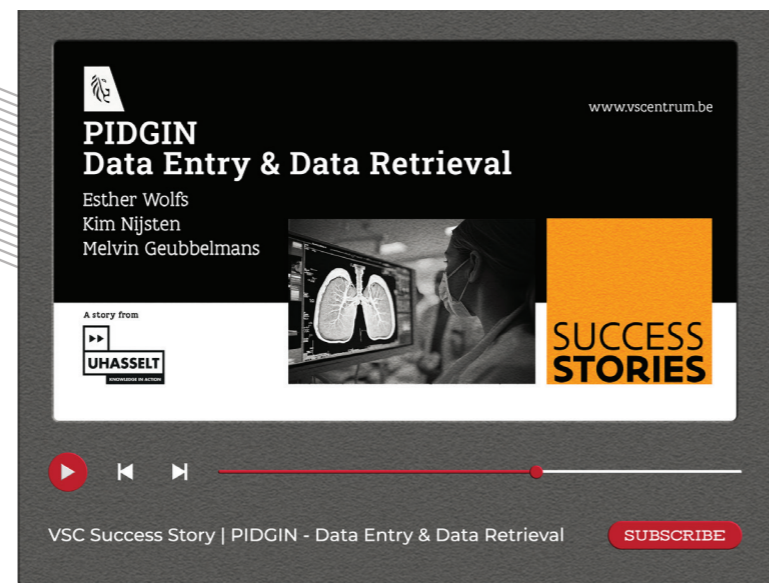 www.vscentrum.be
PIDGIN
Data Entry & Data Retrieval
Esther Wolfs
Kim Nijsten
Melvin Geubbelmans
A story from
UHASSELT
KNOWLEDGE IN ACTION
SUCCESS
STORIES
VSC Success Story | PIDGIN - Data Entry & Data Retrieval
SUBSCRIBE